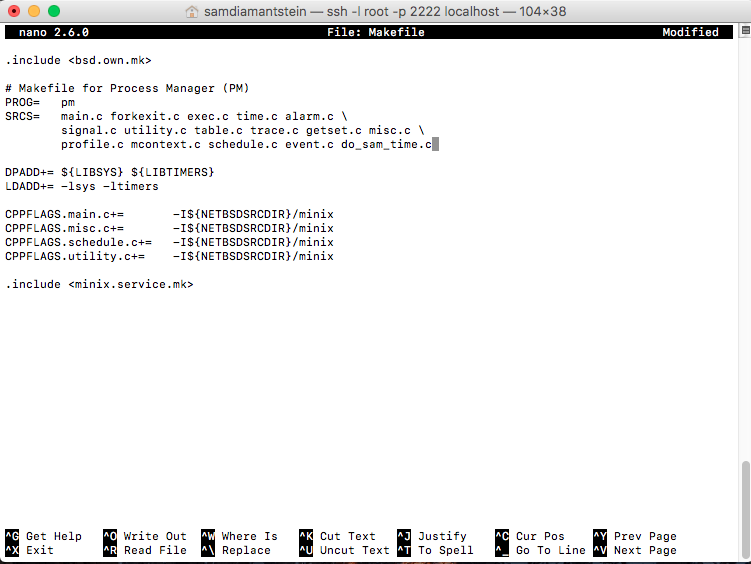 samdiamantstein — ssh -l root -p 2222 localhost — 104×38
nano 2.6.0 File: Makefile Modified
.include <bsd.own.mk>
# Makefile for Process Manager (PM)
PROG= pm
SRCS= main.c forkexit.c exec.c time.c alarm.c \
signal.c utility.c table.c trace.c getset.c misc.c \
profile.c mcontext.c schedule.c event.c do_sam_time.c
DPADD+= ${LIBSYS} ${LIBTIMERS}
LDADD+= -lsys -ltimers
CPPFLAGS.main.c+= -I${NETBSDSRCDIR}/minix
CPPFLAGS.misc.c+= -I${NETBSDSRCDIR}/minix
CPPFLAGS.schedule.c+= -I${NETBSDSRCDIR}/minix
CPPFLAGS.utility.c+= -I${NETBSDSRCDIR}/minix
.include <minix.service.mk>
^G Get Help ^O Write Out ^W Where Is ^K Cut Text ^J Justify ^C Cur Pos ^Y Prev Page
^X Exit ^R Read File ^\ Replace ^U Uncut Text ^T To Spell ^_ Go To Line ^V Next Page